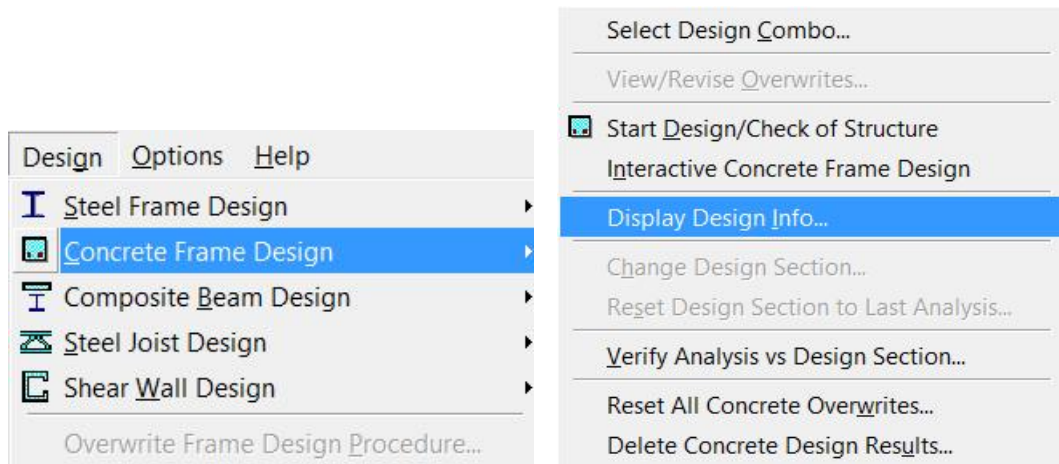 Design Options Help
Steel Frame Design
Concrete Frame Design
Composite Beam Design
Steel Joist Design
Shear Wall Design
Overwrite Frame Design Procedure...
Select Design Combo...
View/Revise Overwrites...
Start Design/Check of Structure
Interactive Concrete Frame Design
Display Design Info...
Change Design Section...
Reset Design Section to Last Analysis...
Verify Analysis vs Design Section...
Reset All Concrete Overwrites...
Delete Concrete Design Results...